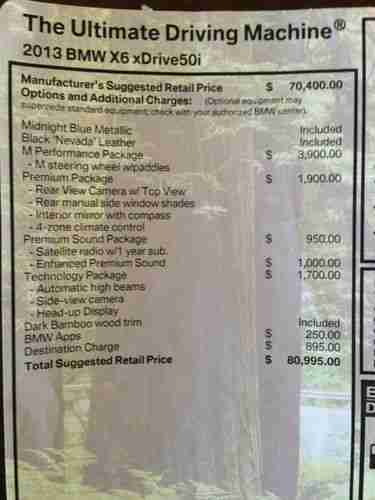 The Ultimate Driving Machine®
2013 BMW X6 xDrive50i
Manufacturer's Suggested Retail Price $ 70,400.00
Options and Additional Charges: (Optional equipment may
supercede standard equipment; check with your authorized BMW center).
Midnight Blue Metallic Included
Black 'Nevada' Leather Included
M Performance Package $ 3,900.00
- M steering wheel w/paddles
Premium Package $ 1,900.00
- Rear View Camera w/ Top View
- Rear manual side window shades
- Interior mirror with compass
- 4-zone climate control
Premium Sound Package $ 950.00
- Satellite radio w/1 year sub.
- Enhanced Premium Sound $ 1,000.00
Technology Package $ 1,700.00
- Automatic high beams
- Side-view camera
- Head-up Display
Dark Bamboo wood trim Included
BMW Apps $ 250.00
Destination Charge $ 895.00
Total Suggested Retail Price $ 80,995.00